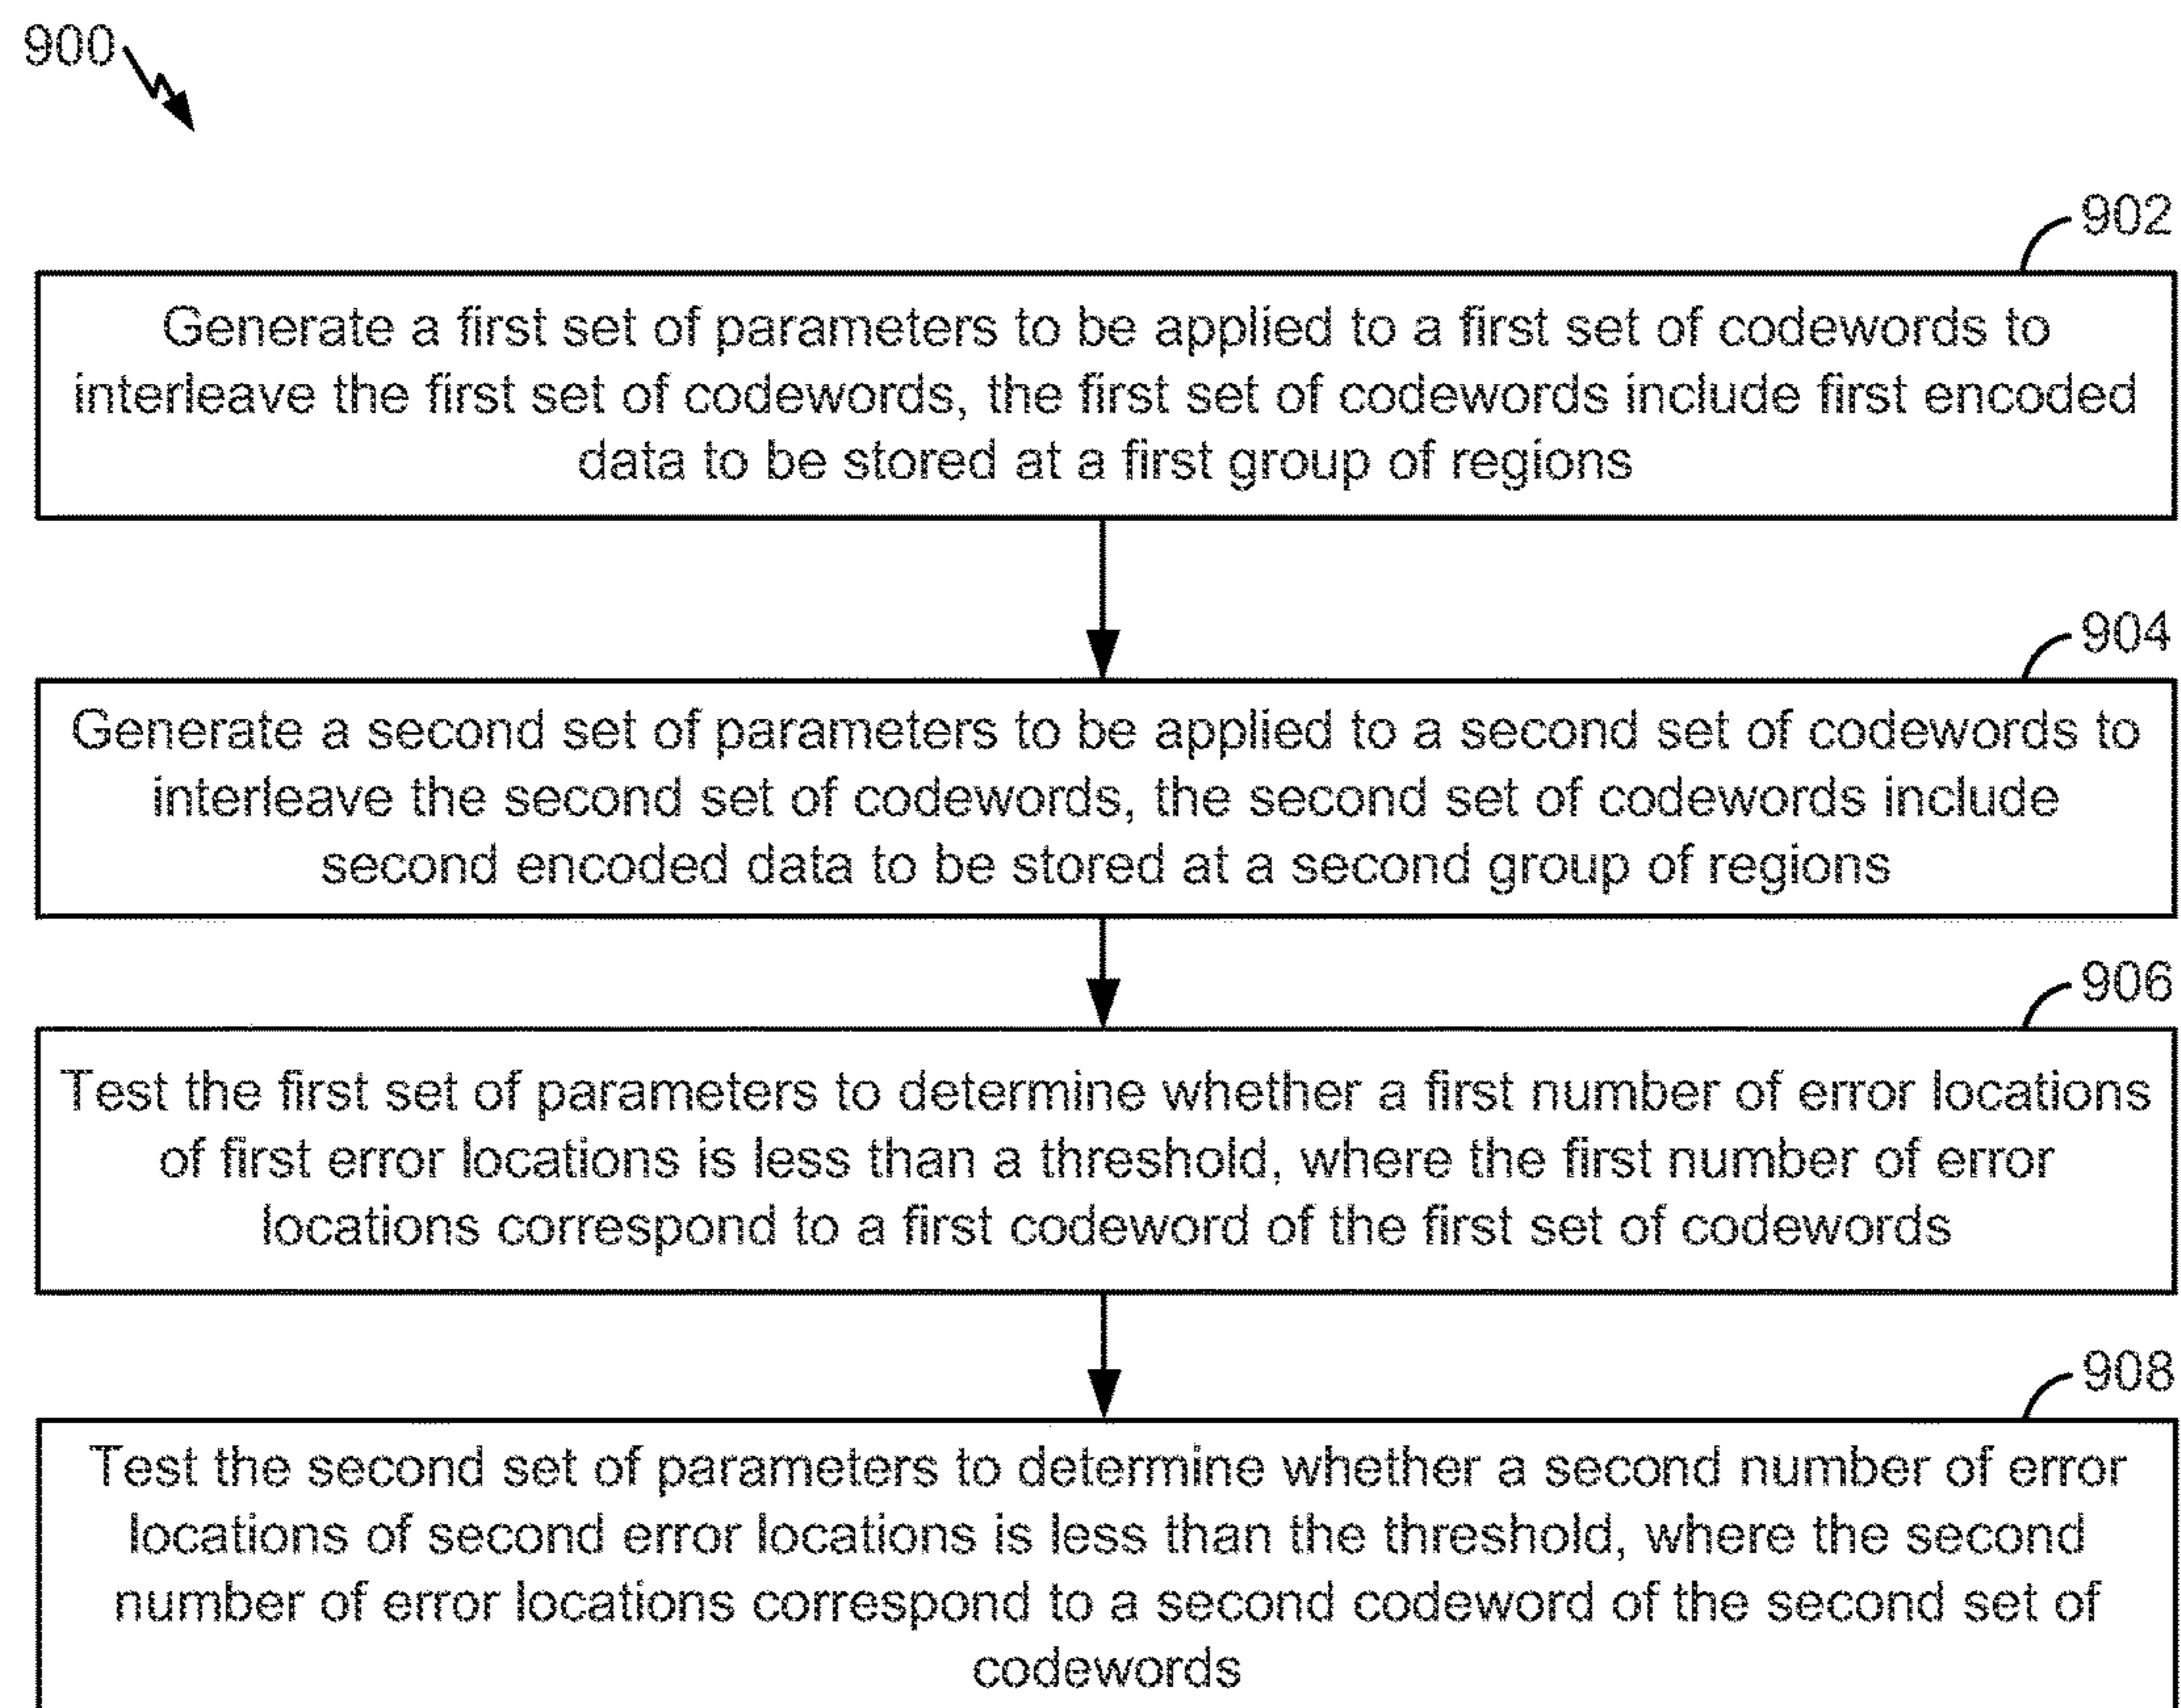 900
902
Generate a first set of parameters to be applied to a first set of codewords to
interleave the first set of codewords, the first set of codewords include first encoded
data to be stored at a first group of regions
904
Generate a second set of parameters to be applied to a second set of codewords to
interleave the second set of codewords, the second set of codewords include
second encoded data to be stored at a second group of regions
906
Test the first set of parameters to determine whether a first number of error locations
of first error locations is less than a threshold, where the first number of error
locations correspond to a first codeword of the first set of codewords
908
Test the second set of parameters to determine whether a second number of error
locations of second error locations is less than the threshold, where the second
number of error locations correspond to a second codeword of the second set of
codewords